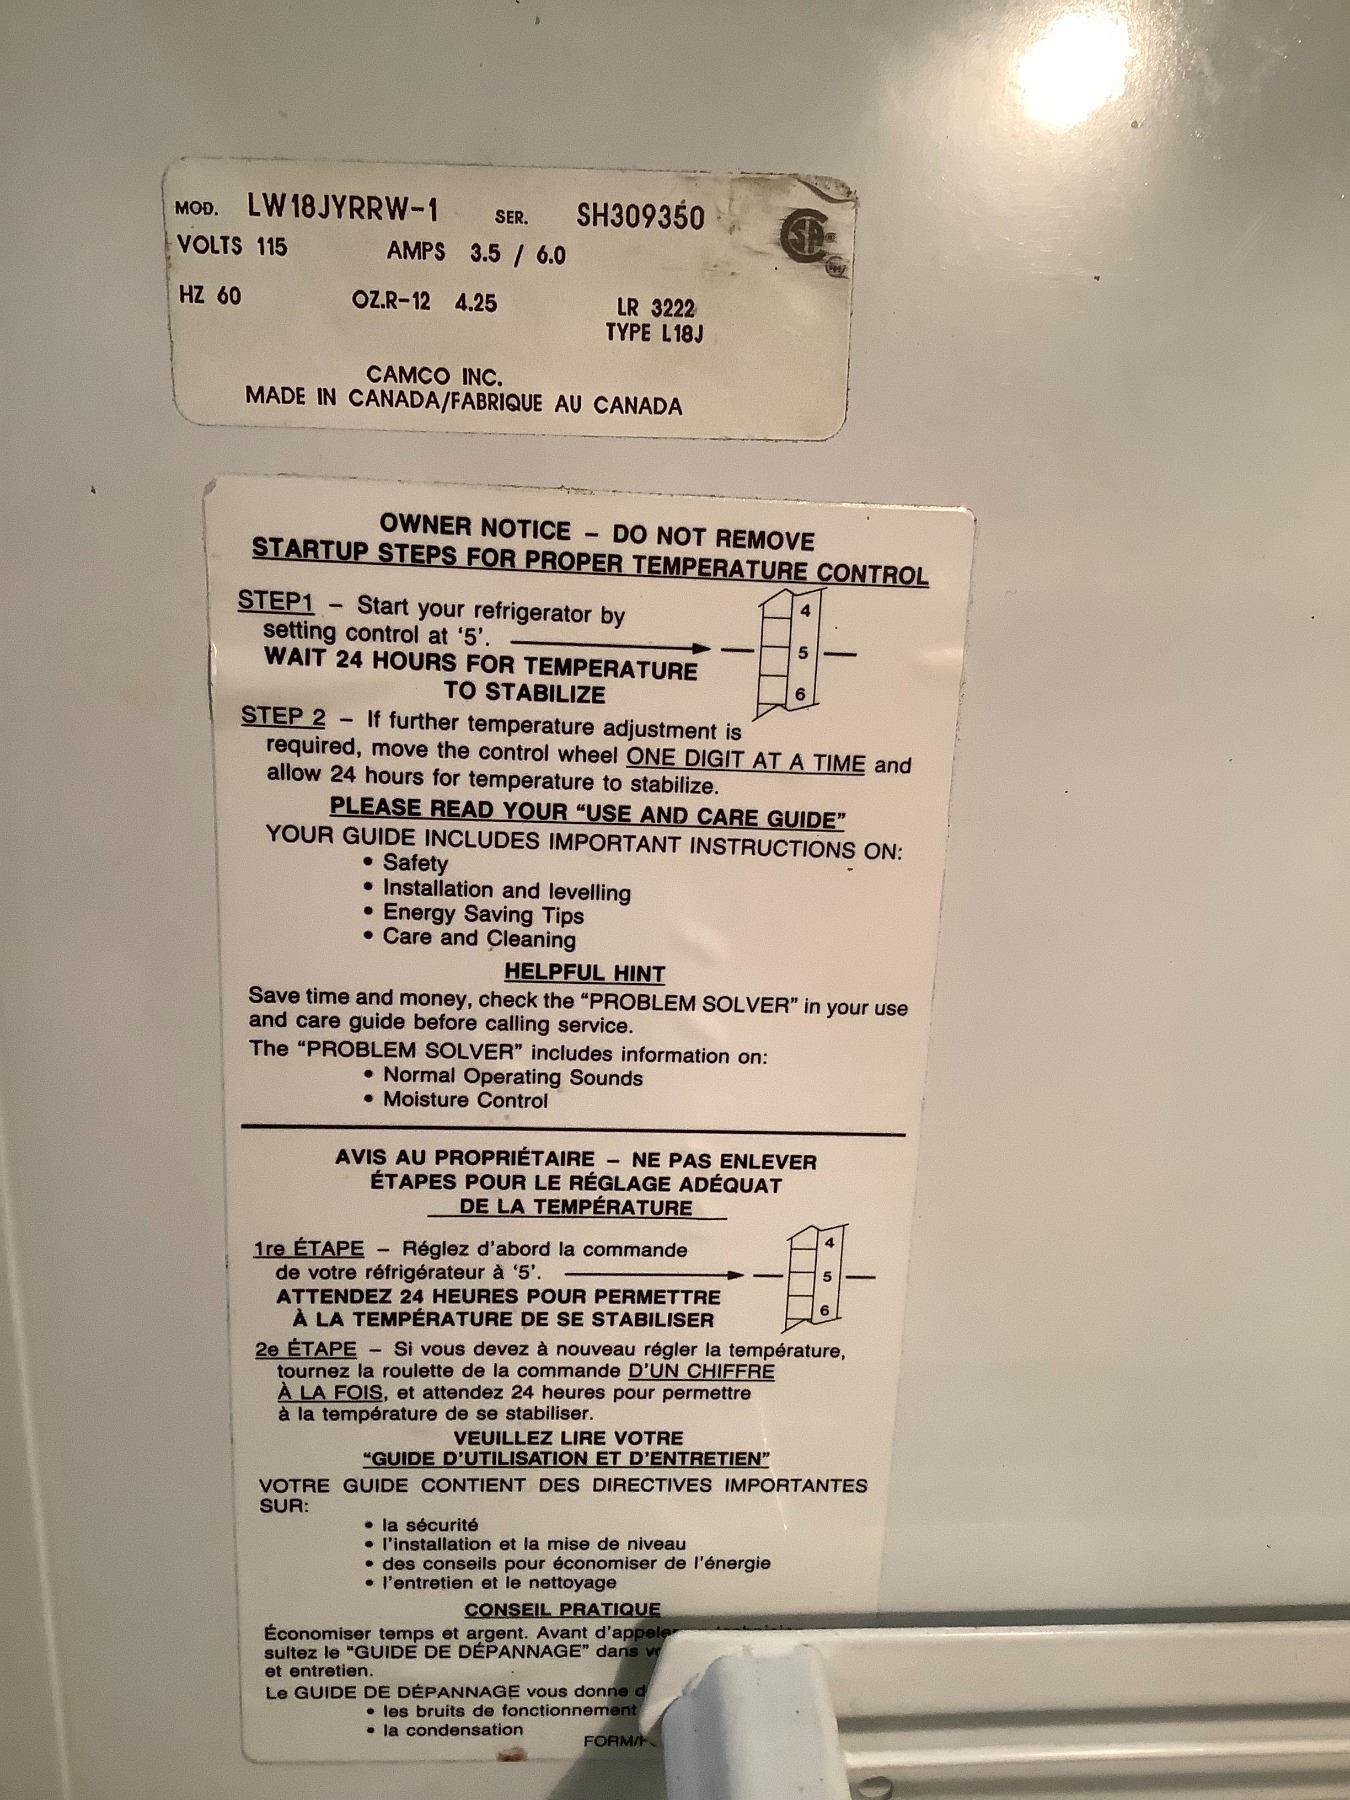 MOD. LW18JYRRW-1 SER. SH309350
VOLTS 115 AMPS 3.5 / 6.0
HZ 60 OZ.R-12 4.25 LR 3222
TYPE L18J
CAMCO INC.
MADE IN CANADA/FABRIQUE AU CANADA
OWNER NOTICE – DO NOT REMOVE
STARTUP STEPS FOR PROPER TEMPERATURE CONTROL
STEP1 – Start your refrigerator by
setting control at ‘5’.
WAIT 24 HOURS FOR TEMPERATURE
TO STABILIZE
4
5
6
STEP 2 – If further temperature adjustment is
required, move the control wheel ONE DIGIT AT A TIME and
allow 24 hours for temperature to stabilize.
PLEASE READ YOUR “USE AND CARE GUIDE”
YOUR GUIDE INCLUDES IMPORTANT INSTRUCTIONS ON:
• Safety
• Installation and levelling
• Energy Saving Tips
• Care and Cleaning
HELPFUL HINT
Save time and money, check the “PROBLEM SOLVER” in your use
and care guide before calling service.
The “PROBLEM SOLVER” includes information on:
• Normal Operating Sounds
• Moisture Control
AVIS AU PROPRIÉTAIRE – NE PAS ENLEVER
ÉTAPES POUR LE RÉGLAGE ADÉQUAT
DE LA TEMPÉRATURE
1re ÉTAPE – Réglez d’abord la commande
de votre réfrigérateur à ‘5’.
ATTENDEZ 24 HEURES POUR PERMETTRE
À LA TEMPÉRATURE DE SE STABILISER
4
5
6
2e ÉTAPE – Si vous devez à nouveau régler la température,
tournez la roulette de la commande D’UN CHIFFRE
À LA FOIS, et attendez 24 heures pour permettre
à la température de se stabiliser.
VEUILLEZ LIRE VOTRE
“GUIDE D’UTILISATION ET D’ENTRETIEN”
VOTRE GUIDE CONTIENT DES DIRECTIVES IMPORTANTES
SUR:
• la sécurité
• l’installation et la mise de niveau
• des conseils pour économiser de l’énergie
• l’entretien et le nettoyage
CONSEIL PRATIQUE
Économiser temps et argent. Avant d’appeler
sultez le “GUIDE DE DÉPANNAGE” dans
et entretien.
Le GUIDE DE DÉPANNAGE vous donne
• les bruits de fonctionnement
• la condensation
FORM/